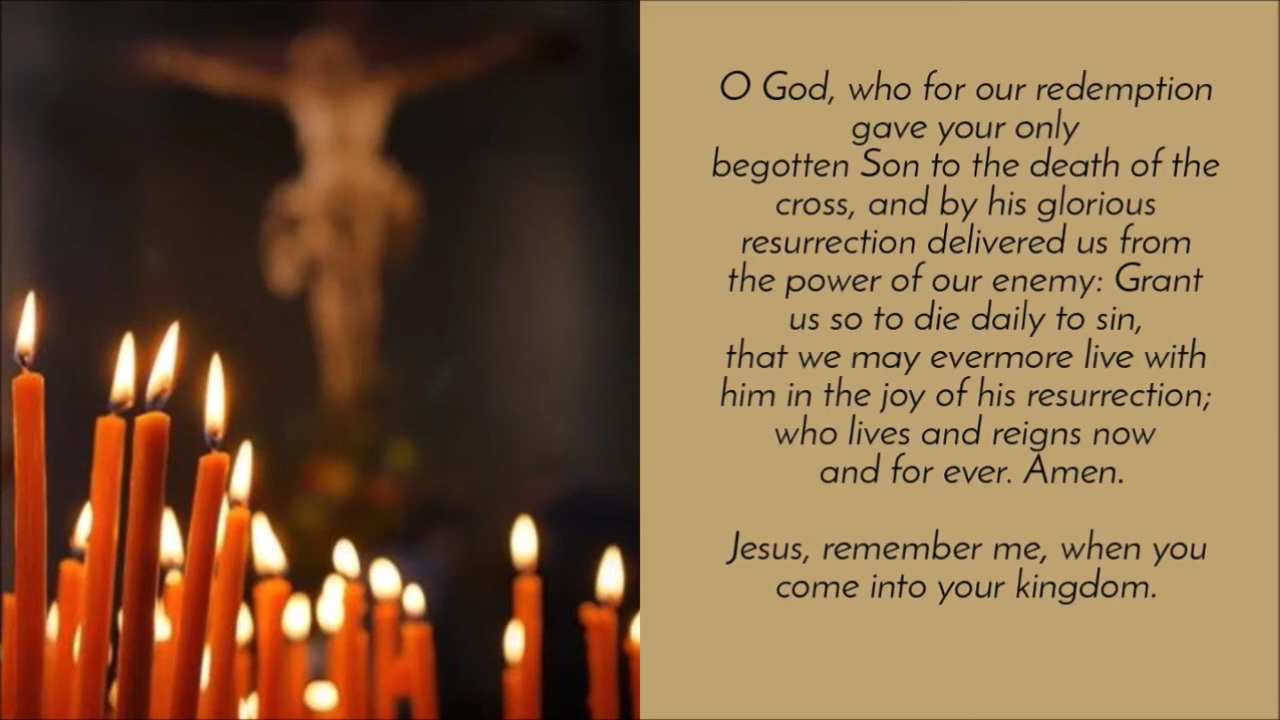 O God, who for our redemption
gave your only
begotten Son to the death of the
cross, and by his glorious
resurrection delivered us from
the power of our enemy: Grant
us so to die daily to sin,
that we may evermore live with
him in the joy of his resurrection;
who lives and reigns now
and for ever. Amen.
Jesus, remember me, when you
come into your kingdom.